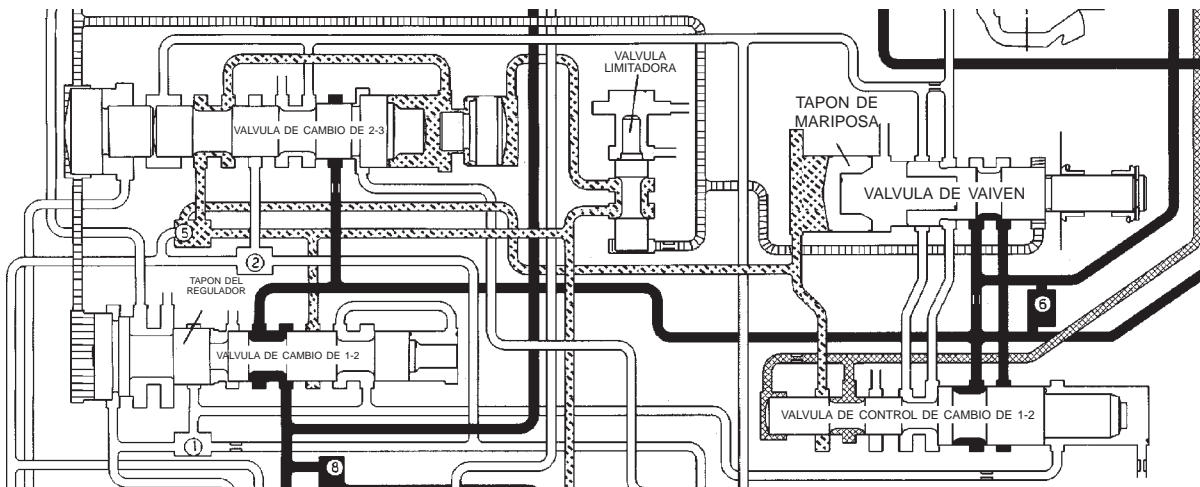 VALVULA
LIMITADORA
TAPON DE
MARIPOSA
VALVULA DE CAMBIO DE 2-3
VALVULA DE VAIVEN
5
2
TAPON DEL
REGULADOR
6
VALVULA DE CAMBIO DE 1-2
VALVULA DE CONTROL DE CAMBIO DE 1-2
1
8